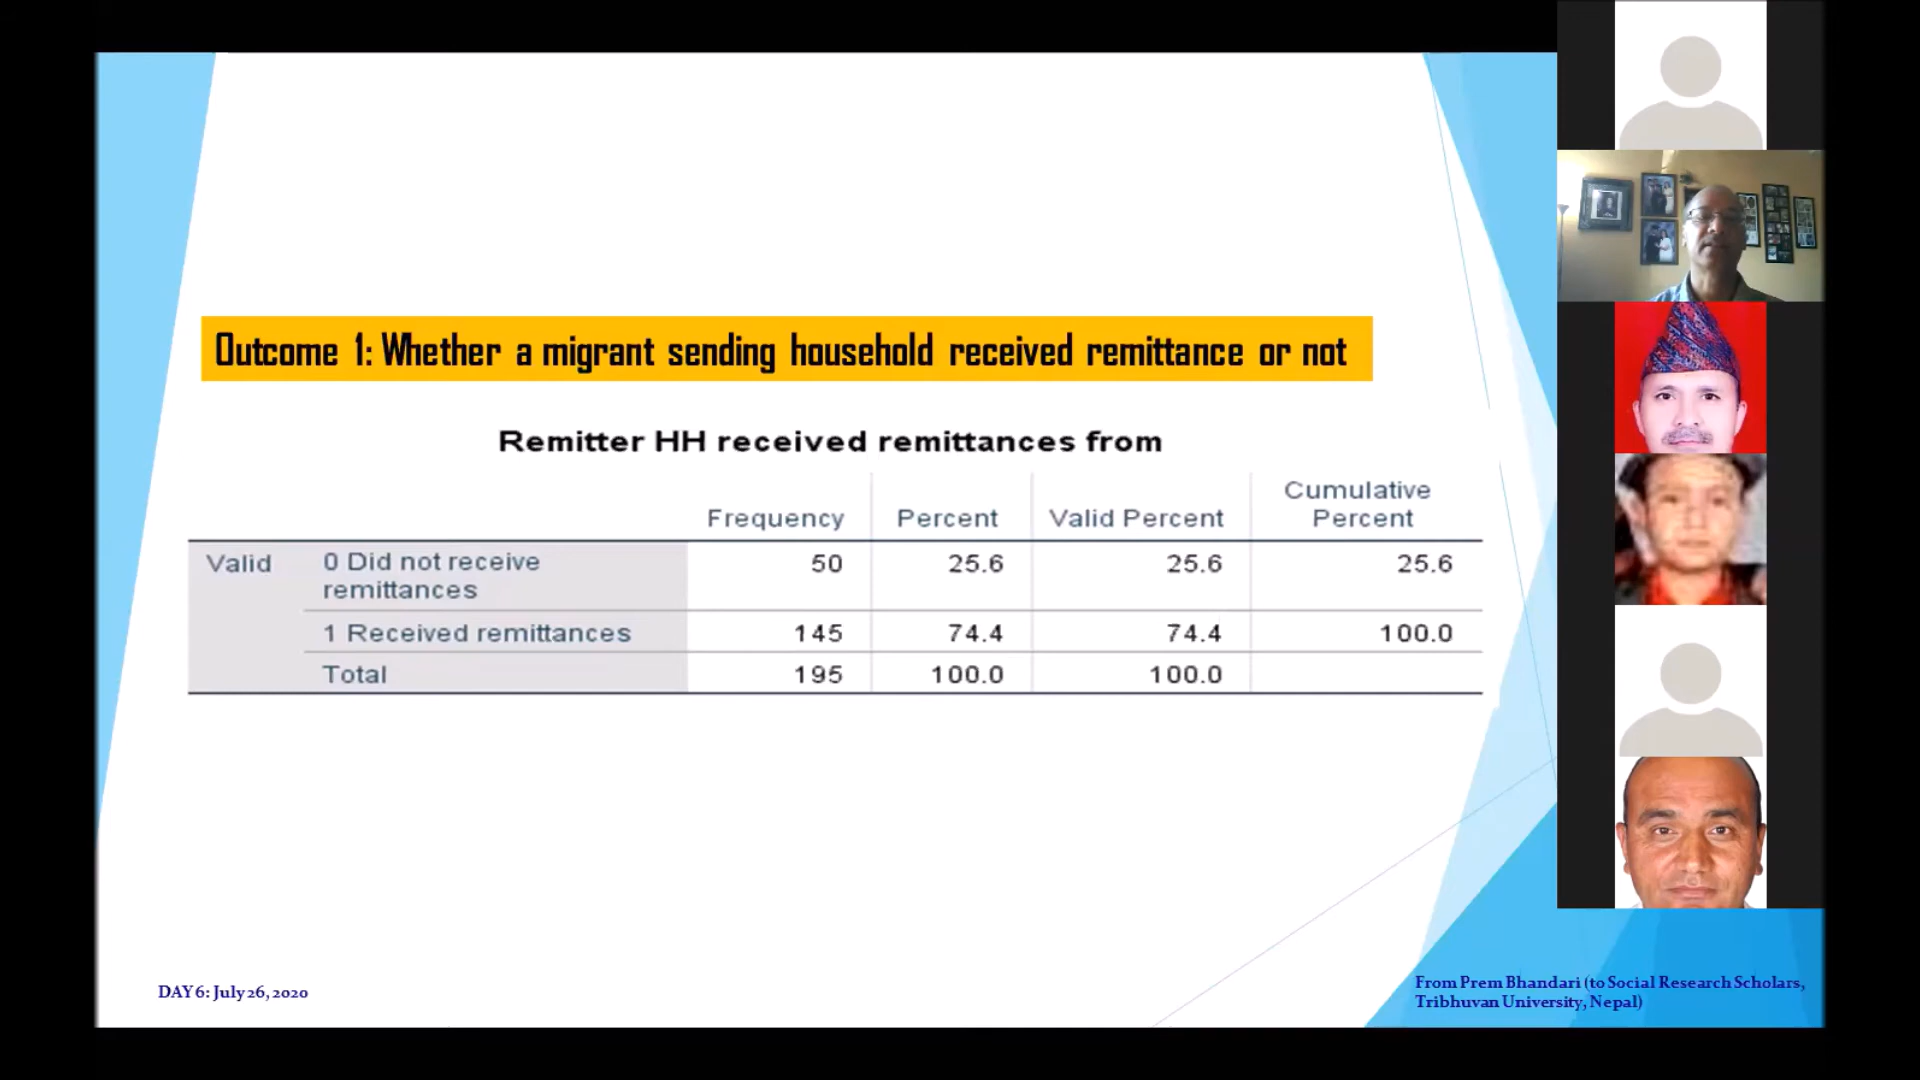 Outcome 1: Whether a migrant sending household received remittance or not
Remitter HH received remittances from
Frequency Percent Valid Percent Cumulative Percent
Valid 0 Did not receive remittances 50 25.6 25.6 25.6
1 Received remittances 145 74.4 74.4 100.0
Total 195 100.0 100.0
DAY 6: July 26, 2020
From Prem Bhandari (to Social Research Scholars,
Tribhuvan University, Nepal)